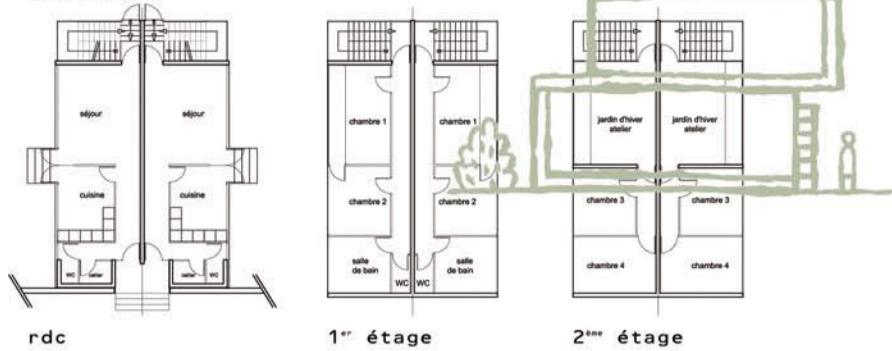 séjour séjour
cuisine cuisine
WC cellier cellier WC
rdc
chambre 1 chambre 1
chambre 2 chambre 2
salle de bain salle de bain
WC WC
1er étage
jardin d'hiver atelier jardin d'hiver atelier
chambre 3 chambre 3
chambre 4 chambre 4
2ème étage